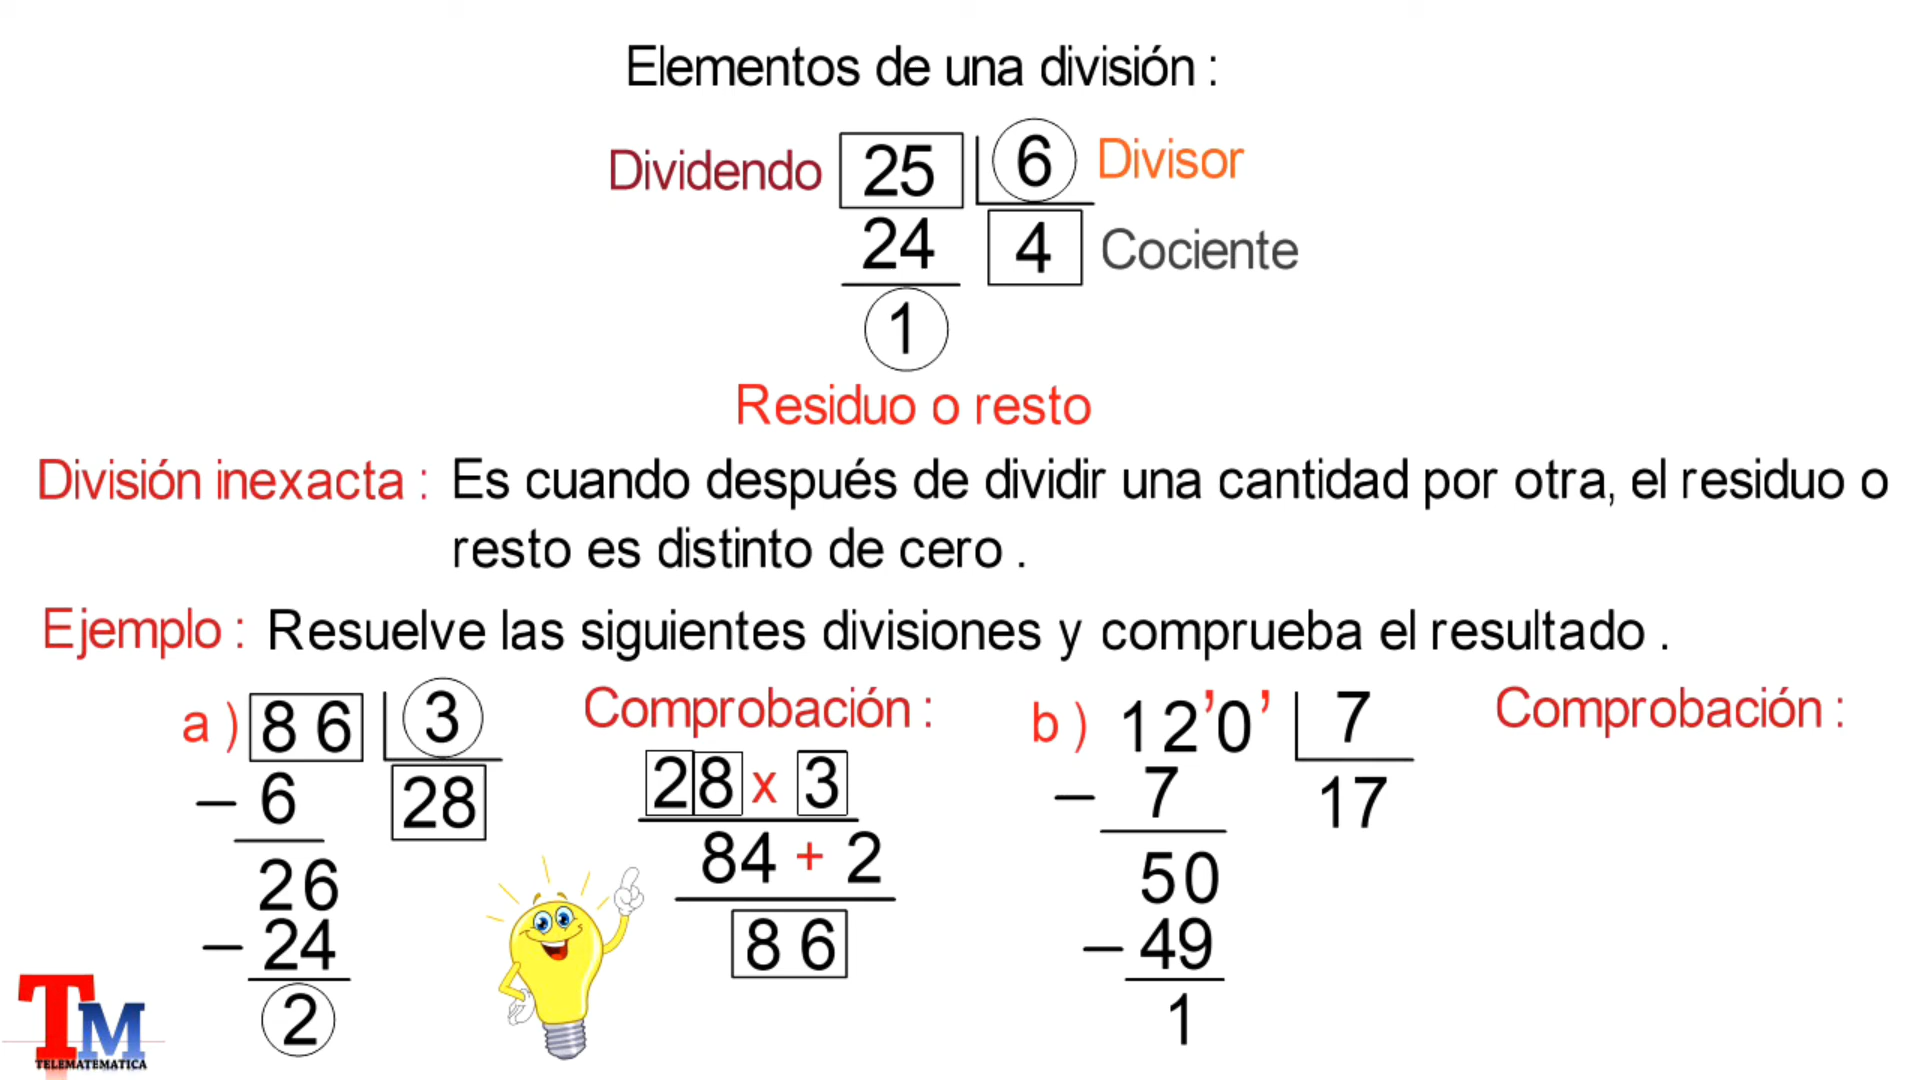 Elementos de una división :
Dividendo 25 6 Divisor
24 4 Cociente
1
Residuo o resto
División inexacta : Es cuando después de dividir una cantidad por otra, el residuo o
resto es distinto de cero .
Ejemplo : Resuelve las siguientes divisiones y comprueba el resultado .
a ) 8 6 3
28
– 6
26
– 24
2
Comprobación :
28 x 3
84 + 2
8 6
b ) 12’0’ 7
17
– 7
50
– 49
1
Comprobación :
TM
TELEMATEMATICA